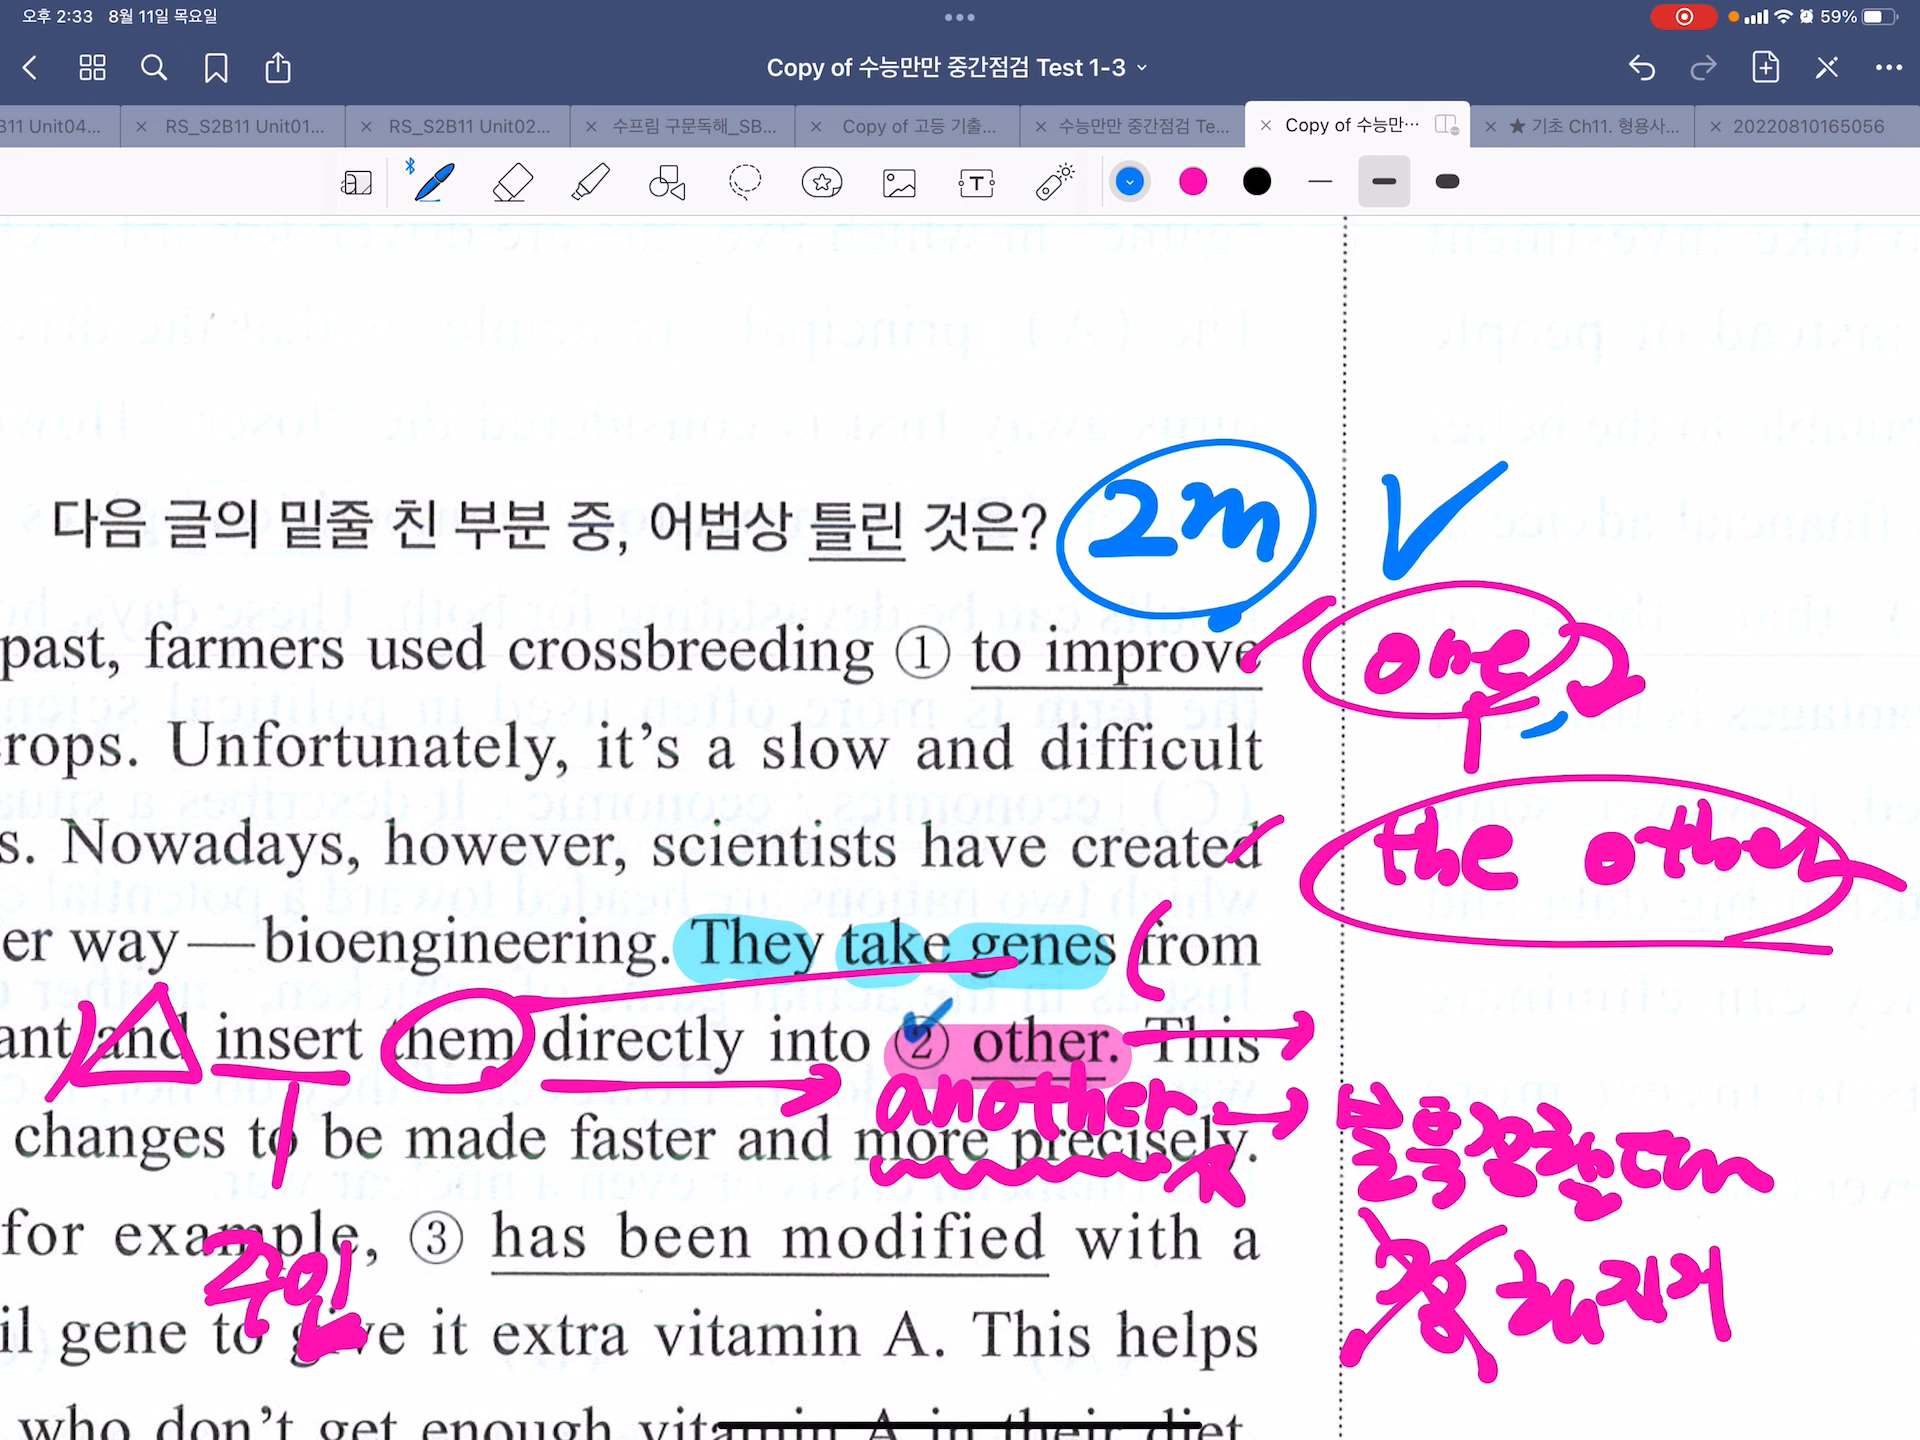 오후 2:33 8월 11일 목요일
59%
Copy of 수능만만 중간점검 Test 1-3
B11 Unit04...
RS_S2B11 Unit01...
RS_S2B11 Unit02...
수프림 구문독해_SB...
Copy of 고등 기출...
수능만만 중간점검 Te...
Copy of 수능만···
★ 기초 Ch11. 형용사...
20220810165056
다음 글의 밑줄 친 부분 중, 어법상 틀린 것은?
2m
past, farmers used crossbreeding ① to improve
one
rops. Unfortunately, it's a slow and difficult
s. Nowadays, however, scientists have created
the other
er way—bioengineering. They take genes from
ant and insert them directly into ② other. This
another
changes to be made faster and more precisely.
for example, ③ has been modified with a
il gene to give it extra vitamin A. This helps
who don't get enough vitamin A in their diet.